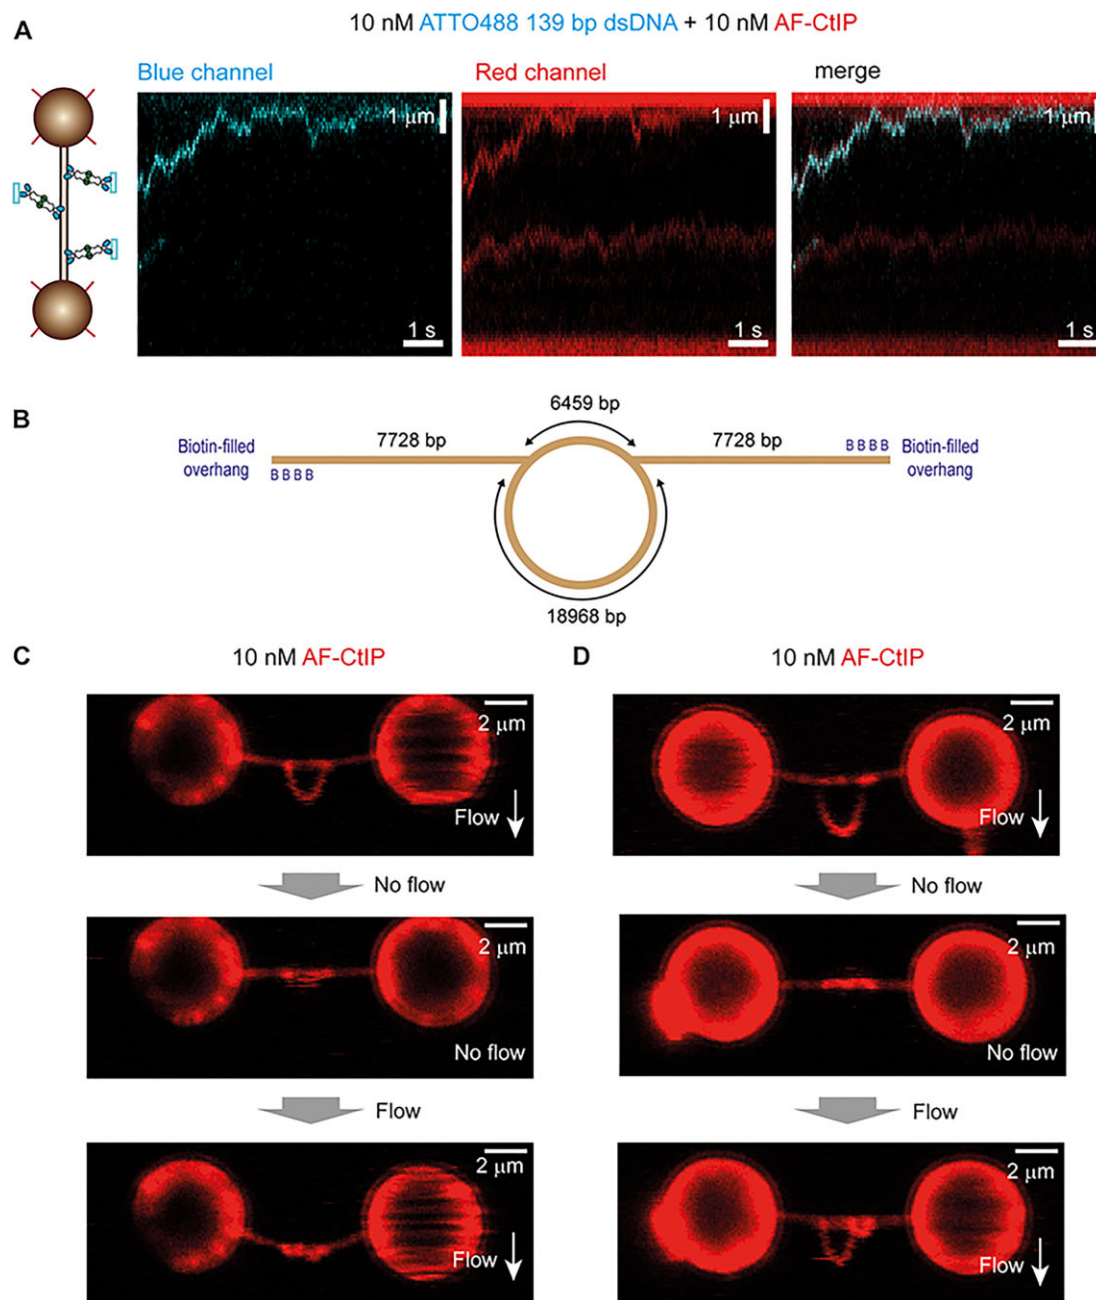 A
10 nM ATTO488 139 bp dsDNA + 10 nM AF-CtIP
Blue channel
Red channel
merge
1 μm
1 μm
1 μm
1 s
1 s
1 s
B
6459 bp
7728 bp
7728 bp
Biotin-filled
overhang
B B B B
B B B B
Biotin-filled
overhang
18968 bp
C
10 nM AF-CtIP
D
10 nM AF-CtIP
2 μm
Flow
2 μm
Flow
No flow
No flow
2 μm
No flow
2 μm
No flow
Flow
Flow
2 μm
Flow
2 μm
Flow